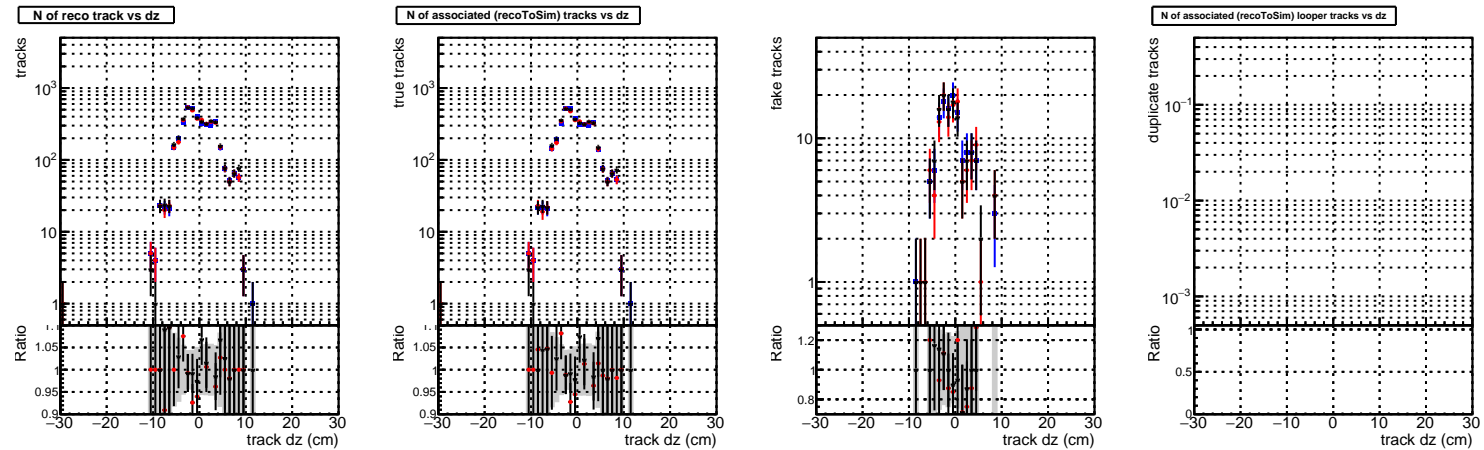 N of reco track vs dz
tracks
10³
10²
10
1
Ratio
1.1
1.05
1
0.95
0.9
−30 −20 −10 0 10 20 30
track dz (cm)
N of associated (recoToSim) tracks vs dz
true tracks
10³
10²
10
1
Ratio
1.1
1.05
1
0.95
0.9
−30 −20 −10 0 10 20 30
track dz (cm)
fake tracks
10
1
Ratio
1.2
1
0.8
−30 −20 −10 0 10 20 30
track dz (cm)
N of associated (recoToSim) looper tracks vs dz
duplicate tracks
10⁻¹
10⁻²
10⁻³
Ratio
1
0.5
0
−30 −20 −10 0 10 20 30
track dz (cm)